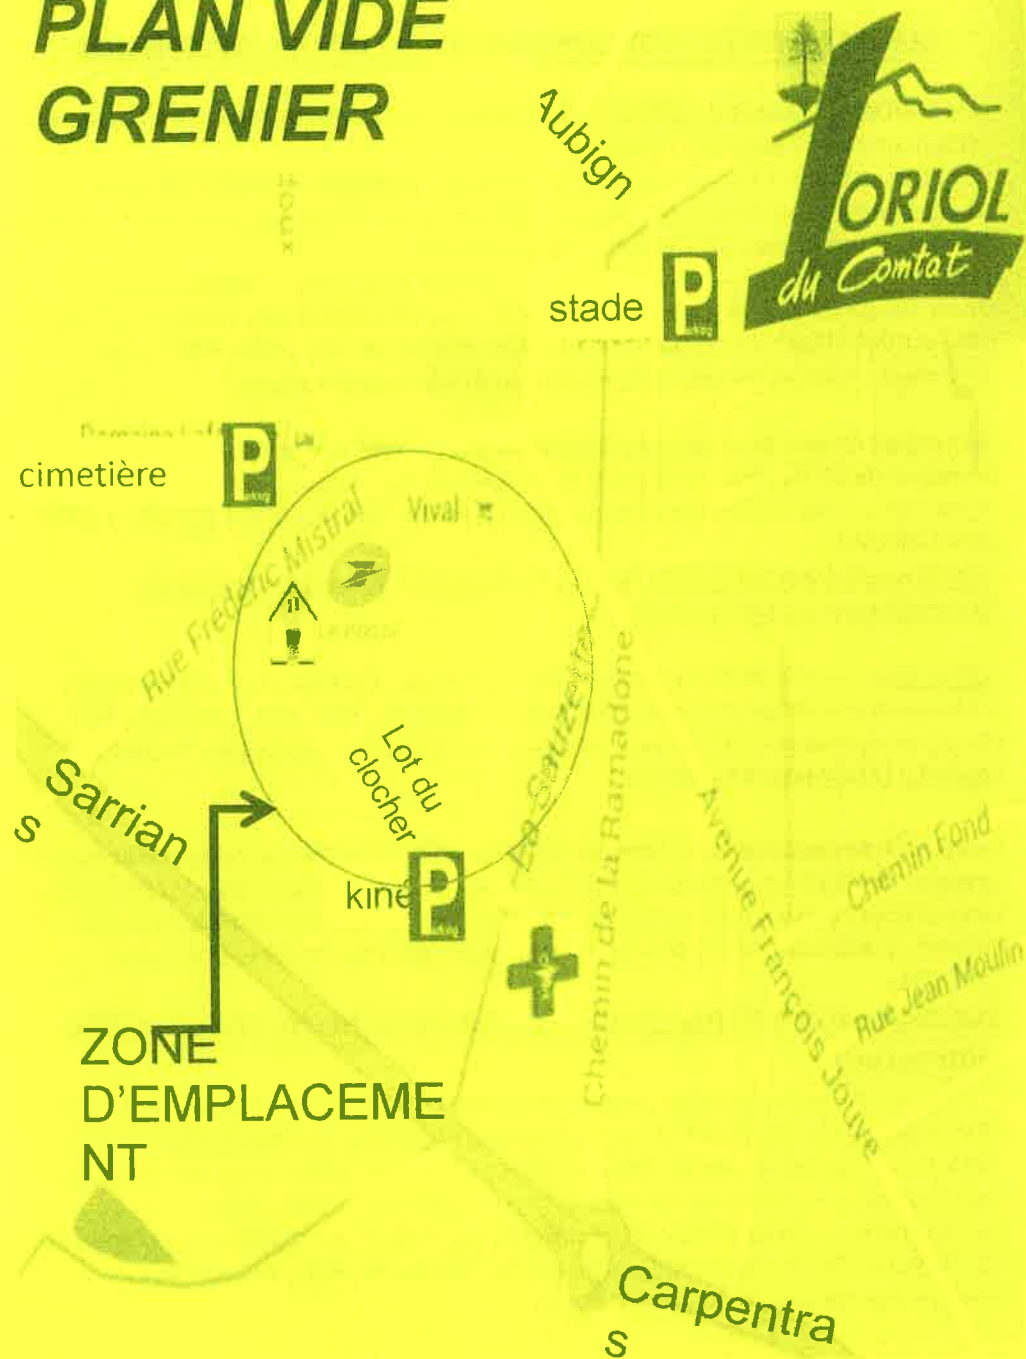 PLAN VIDE
GRENIER
Aubign
LORIOL
du Comtat
stade
P
cimetière
P
Vival
Rue Frédéric Mistral
La Sauzette
Chemin de la Ramadone
Lot du
clocher
Sarrian
s
kiné
P
Avenue François Jouve
Chemin Fond
Rue Jean Moulin
ZONE
D'EMPLACEME
NT
Carpentra
s